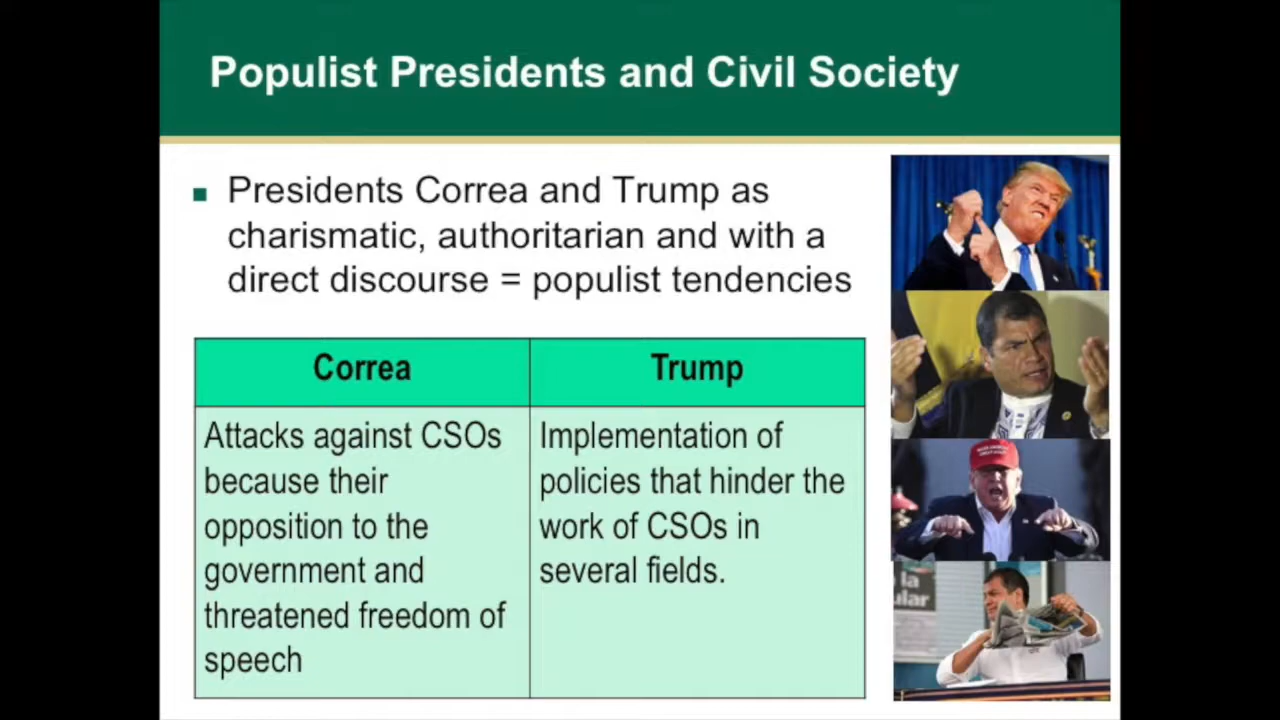 Populist Presidents and Civil Society
Presidents Correa and Trump as
charismatic, authoritarian and with a
direct discourse = populist tendencies
Correa
Trump
Attacks against CSOs
because their
opposition to the
government and
threatened freedom of
speech
Implementation of
policies that hinder the
work of CSOs in
several fields.
la
ular